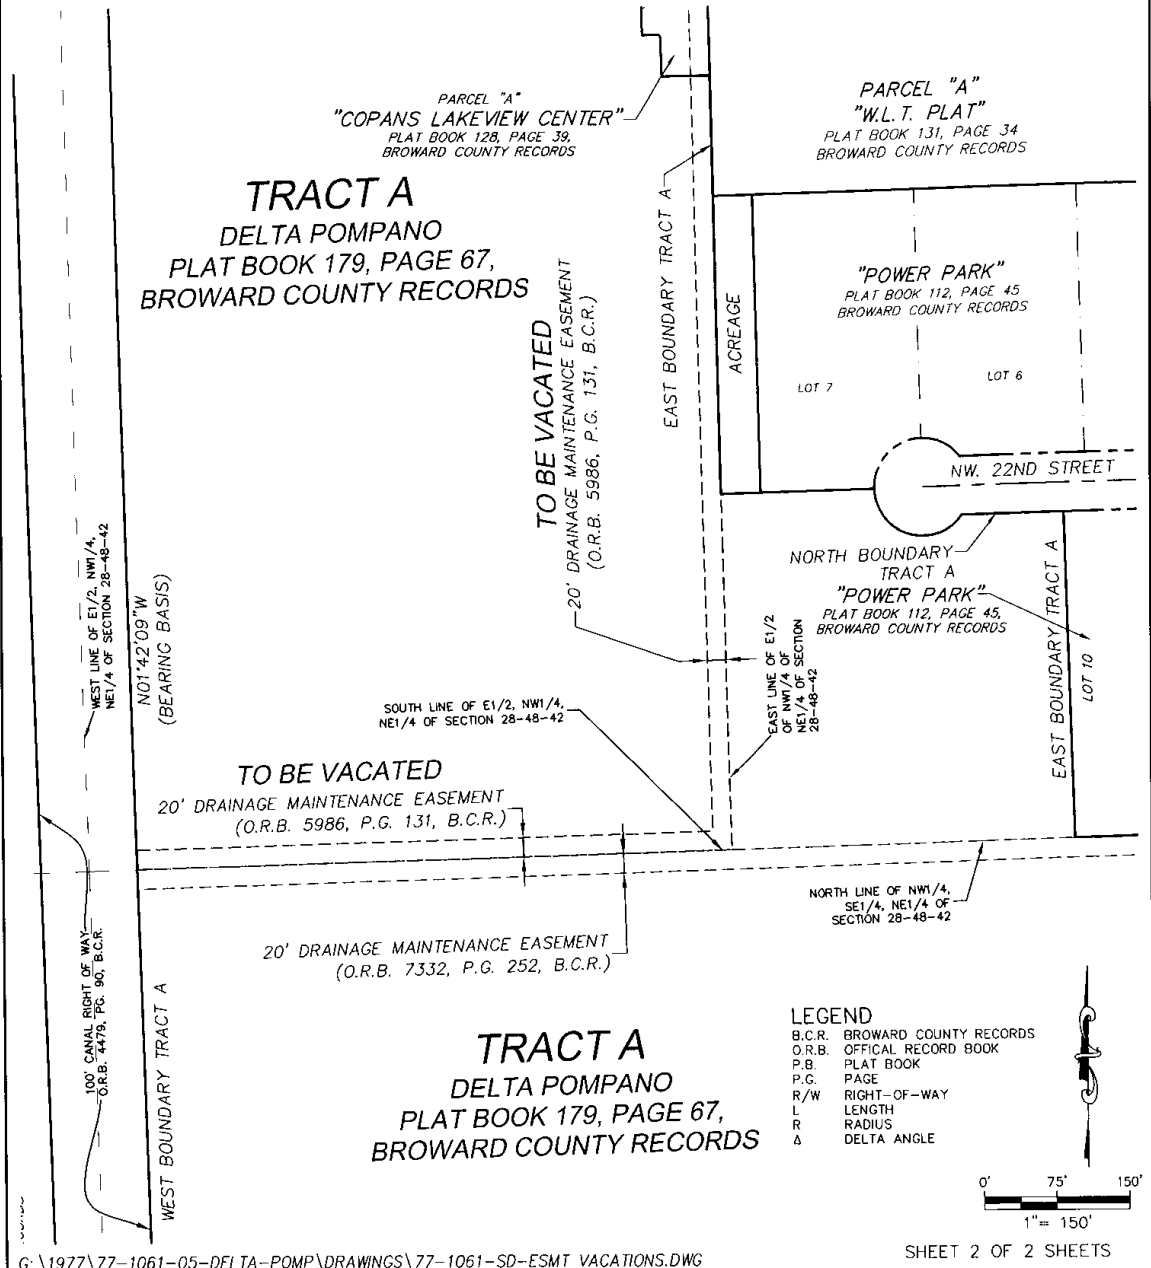 PARCEL "A"
"COPANS LAKEVIEW CENTER"
PLAT BOOK 128, PAGE 39,
BROWARD COUNTY RECORDS
PARCEL "A"
"W.L.T. PLAT"
PLAT BOOK 131, PAGE 34
BROWARD COUNTY RECORDS
TRACT A
DELTA POMPANO
PLAT BOOK 179, PAGE 67,
BROWARD COUNTY RECORDS
TO BE VACATED
20' DRAINAGE MAINTENANCE EASEMENT
(O.R.B. 5986, P.G. 131, B.C.R.)
EAST BOUNDARY TRACT A
ACREAGE
"POWER PARK"
PLAT BOOK 112, PAGE 45
BROWARD COUNTY RECORDS
LOT 7
LOT 6
NW. 22ND STREET
NORTH BOUNDARY
TRACT A
"POWER PARK"
PLAT BOOK 112, PAGE 45,
BROWARD COUNTY RECORDS
EAST BOUNDARY TRACT A
LOT 10
WEST LINE OF E1/2, NW1/4,
NE1/4 OF SECTION 28-48-42
N01°42'09"W
(BEARING BASIS)
SOUTH LINE OF E1/2, NW1/4,
NE1/4 OF SECTION 28-48-42
EAST LINE OF E1/2
OF NW1/4 OF
NE1/4 OF SECTION
28-48-42
TO BE VACATED
20' DRAINAGE MAINTENANCE EASEMENT
(O.R.B. 5986, P.G. 131, B.C.R.)
NORTH LINE OF NW1/4,
SE1/4, NE1/4 OF
SECTION 28-48-42
20' DRAINAGE MAINTENANCE EASEMENT
(O.R.B. 7332, P.G. 252, B.C.R.)
100' CANAL RIGHT OF WAY
O.R.B. 4479, PG. 90, B.C.R.
WEST BOUNDARY TRACT A
TRACT A
DELTA POMPANO
PLAT BOOK 179, PAGE 67,
BROWARD COUNTY RECORDS
LEGEND
B.C.R. BROWARD COUNTY RECORDS
O.R.B. OFFICAL RECORD BOOK
P.B. PLAT BOOK
P.G. PAGE
R/W RIGHT-OF-WAY
L LENGTH
R RADIUS
Δ DELTA ANGLE
0' 75' 150'
1"= 150'
SHEET 2 OF 2 SHEETS
G:\1977\77-1061-05-DELTA-POMP\DRAWINGS\77-1061-SD-ESMT VACATIONS.DWG